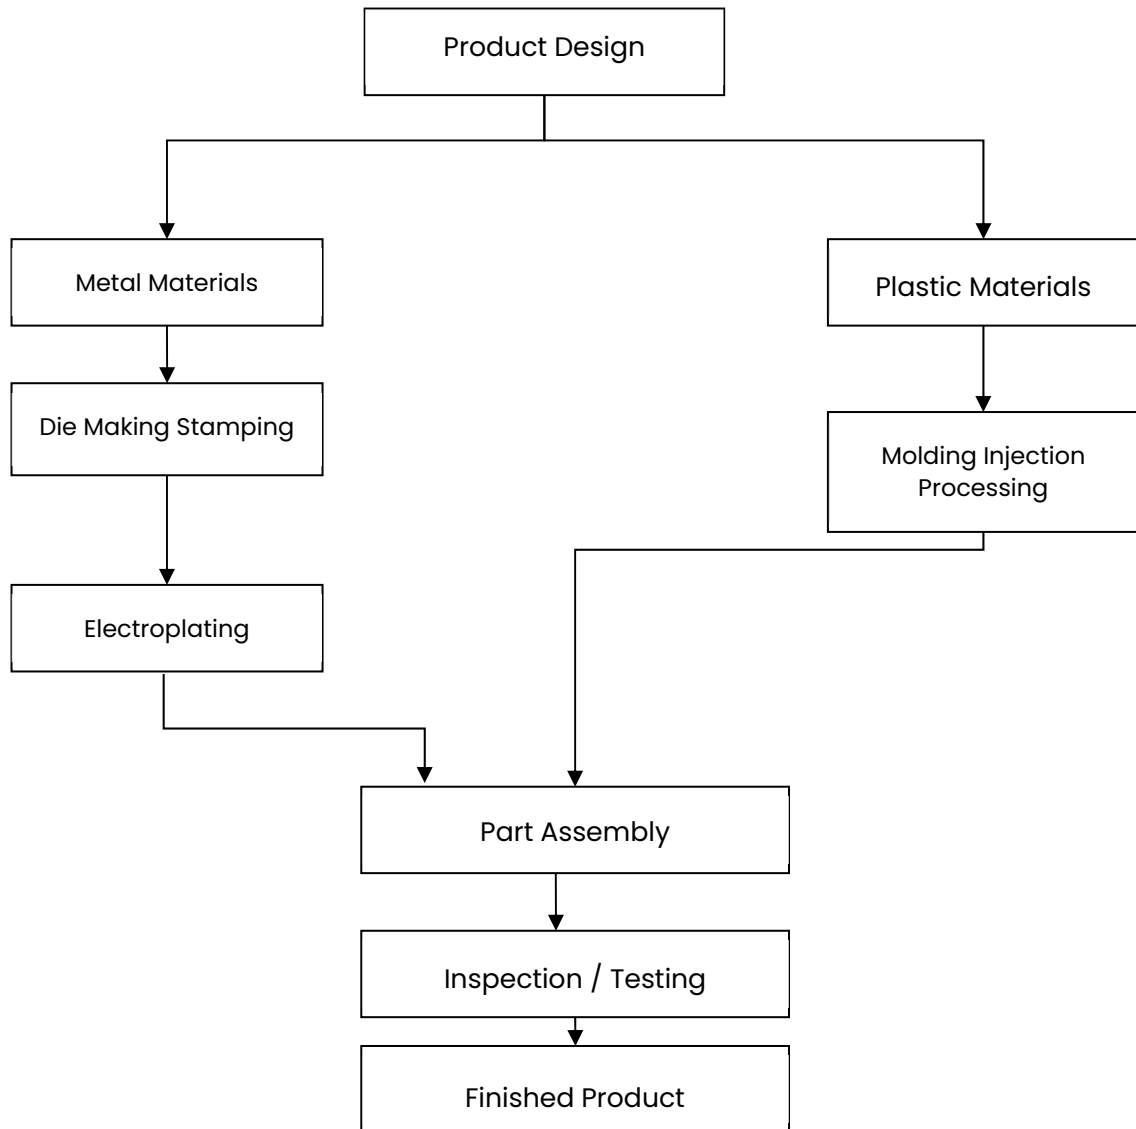 Product Design
Metal Materials
Plastic Materials
Die Making Stamping
Molding Injection
Processing
Electroplating
Part Assembly
Inspection / Testing
Finished Product